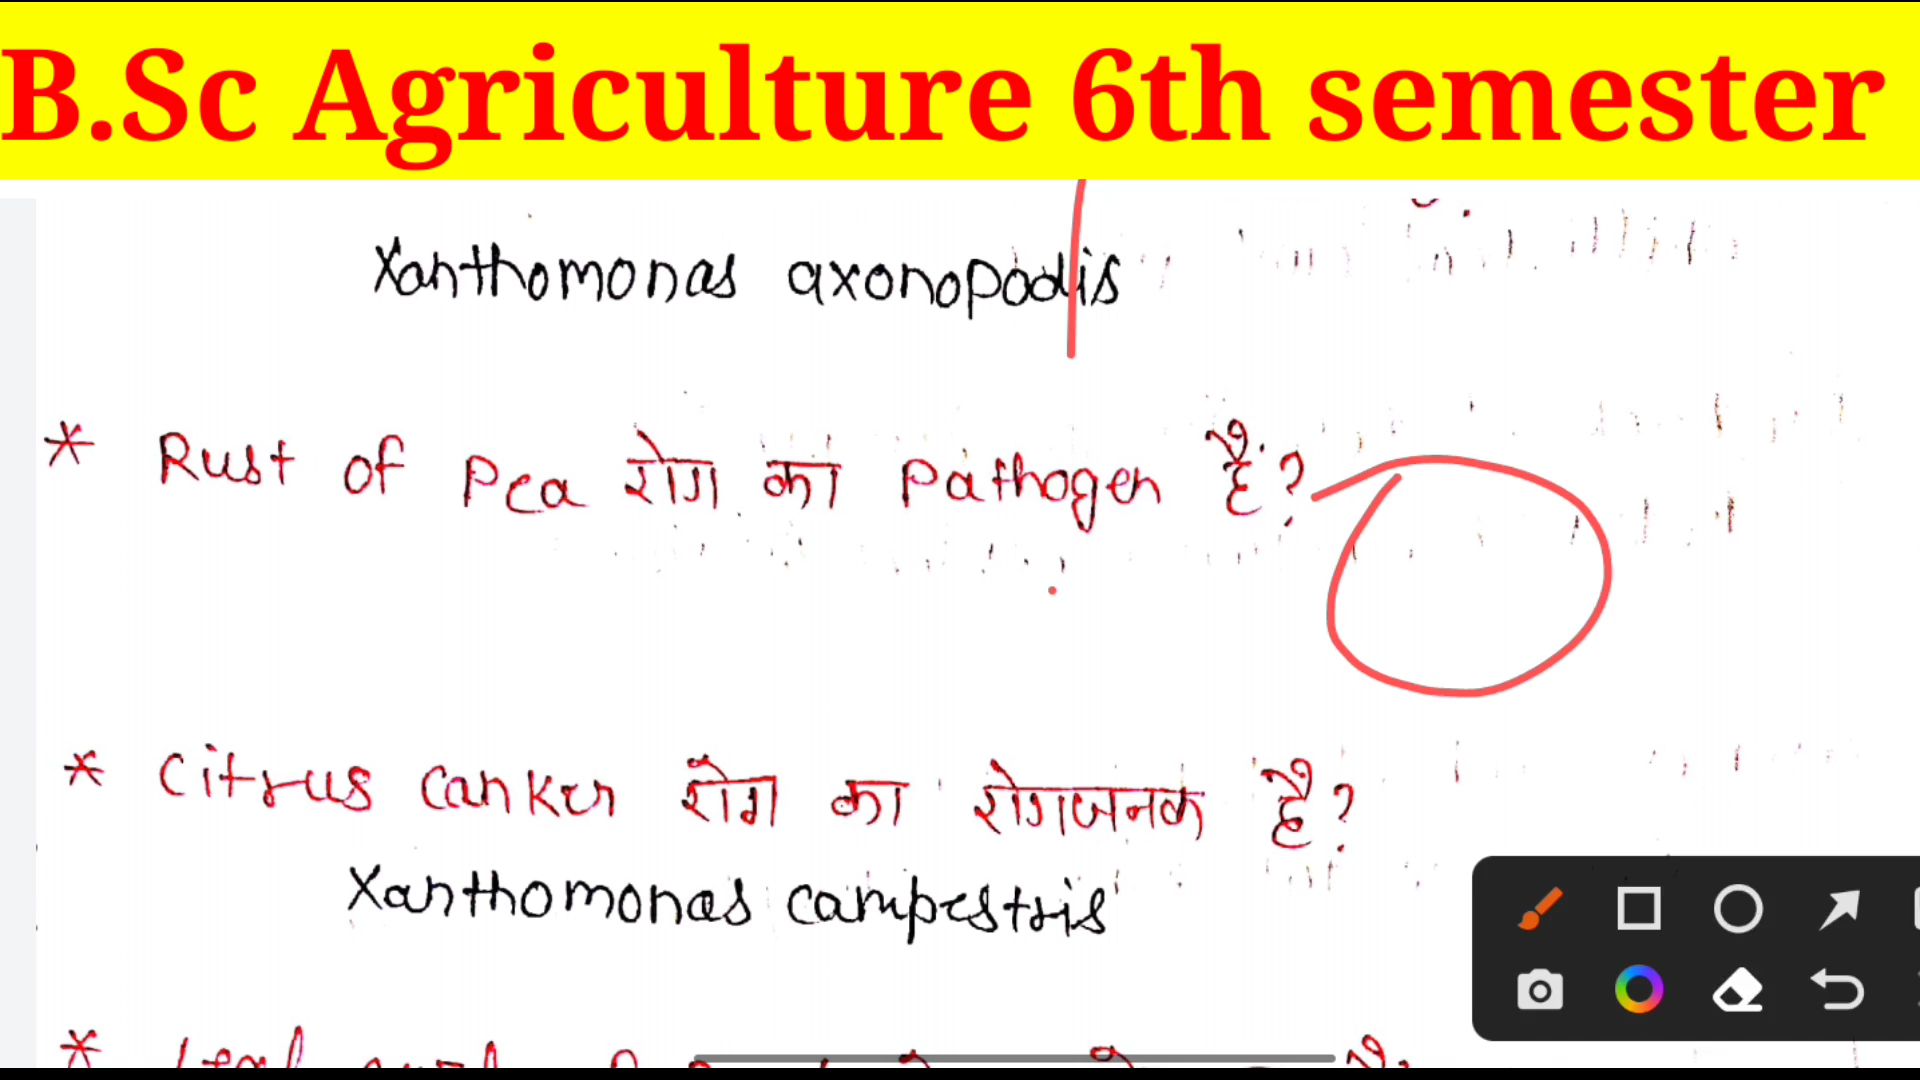 B.Sc Agriculture 6th semester
Xanthomonas axonopodis
* Rust of Pea रोग का Pathogen है?
* Citrus Canker रोग का रोगजनक है?
Xanthomonas campestris
*